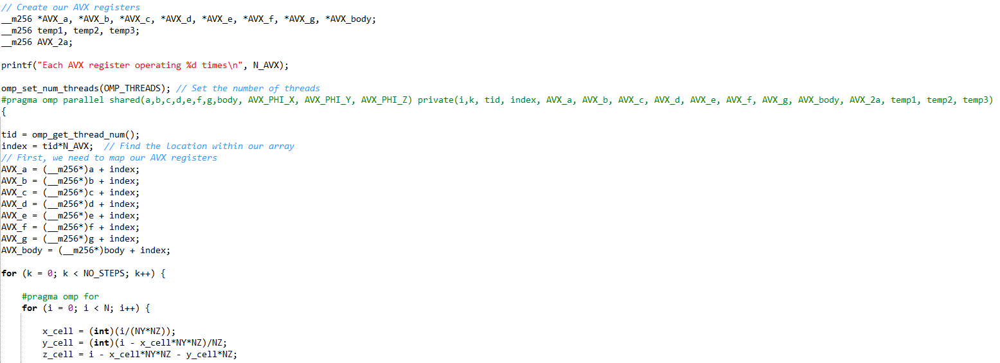 // Create our AVX registers
__m256 *AVX_a, *AVX_b, *AVX_c, *AVX_d, *AVX_e, *AVX_f, *AVX_g, *AVX_body;
__m256 temp1, temp2, temp3;
__m256 AVX_2a;
printf("Each AVX register operating %d times\n", N_AVX);
omp_set_num_threads(OMP_THREADS); // Set the number of threads
#pragma omp parallel shared(a,b,c,d,e,f,g,body, AVX_PHI_X, AVX_PHI_Y, AVX_PHI_Z) private(i,k, tid, index, AVX_a, AVX_b, AVX_c, AVX_d, AVX_e, AVX_f, AVX_g, AVX_body, AVX_2a, temp1, temp2, temp3)
{
tid = omp_get_thread_num();
index = tid*N_AVX;  // Find the location within our array
// First, we need to map our AVX registers
AVX_a = (__m256*)a + index;
AVX_b = (__m256*)b + index;
AVX_c = (__m256*)c + index;
AVX_d = (__m256*)d + index;
AVX_e = (__m256*)e + index;
AVX_f = (__m256*)f + index;
AVX_g = (__m256*)g + index;
AVX_body = (__m256*)body + index;
for (k = 0; k < NO_STEPS; k++) {
    #pragma omp for
    for (i = 0; i < N; i++) {
        x_cell = (int)(i/(NY*NZ));
        y_cell = (int)(i - x_cell*NY*NZ)/NZ;
        z_cell = i - x_cell*NY*NZ - y_cell*NZ;